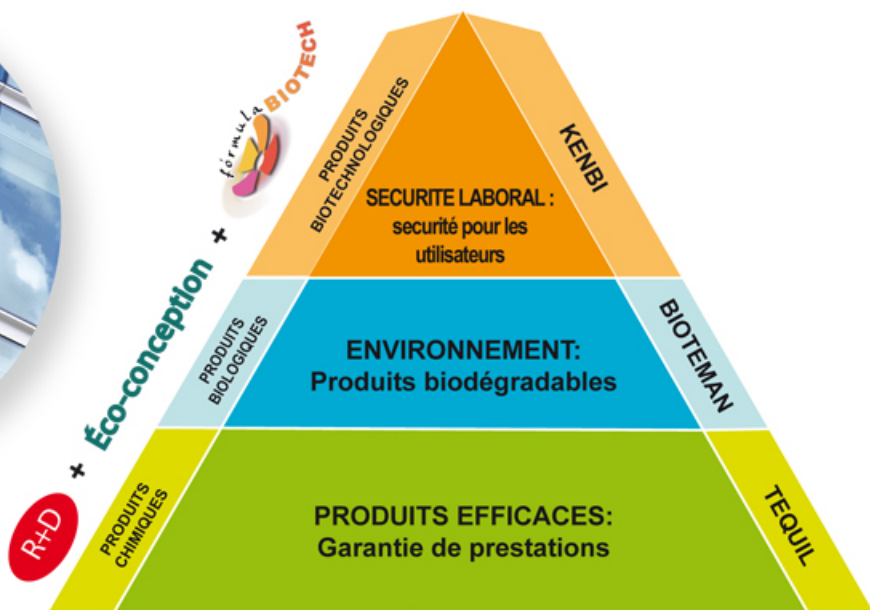 fórmula BIOTECH
PRODUITS
BIOTECHNOLOGIQUES
KENBI
SECURITE LABORAL :
securité pour les
utilisateurs
+
Éco-conception
PRODUITS
BIOLOGIQUES
ENVIRONNEMENT:
Produits biodégradables
BIOTEMAN
+
R+D
PRODUITS
CHIMIQUES
PRODUITS EFFICACES:
Garantie de prestations
TEQUIL